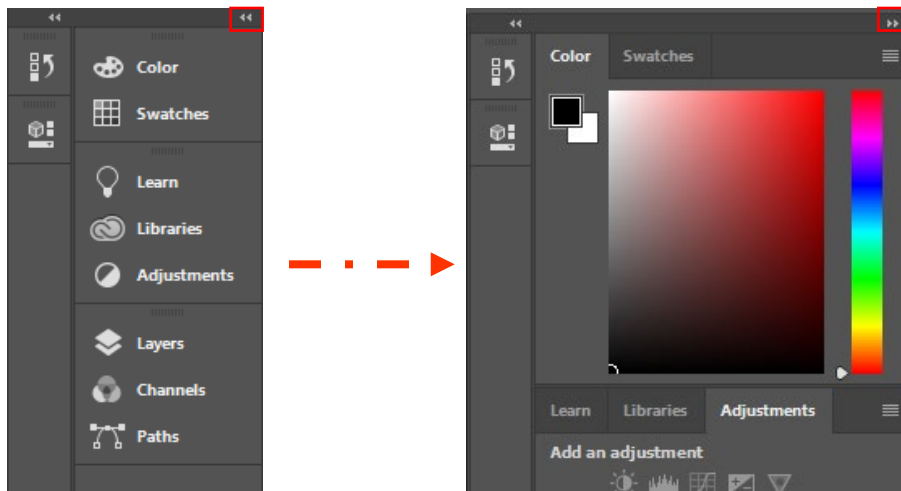 Color
Swatches
Learn
Libraries
Adjustments
Layers
Channels
Paths
Color Swatches
Learn Libraries Adjustments
Add an adjustment